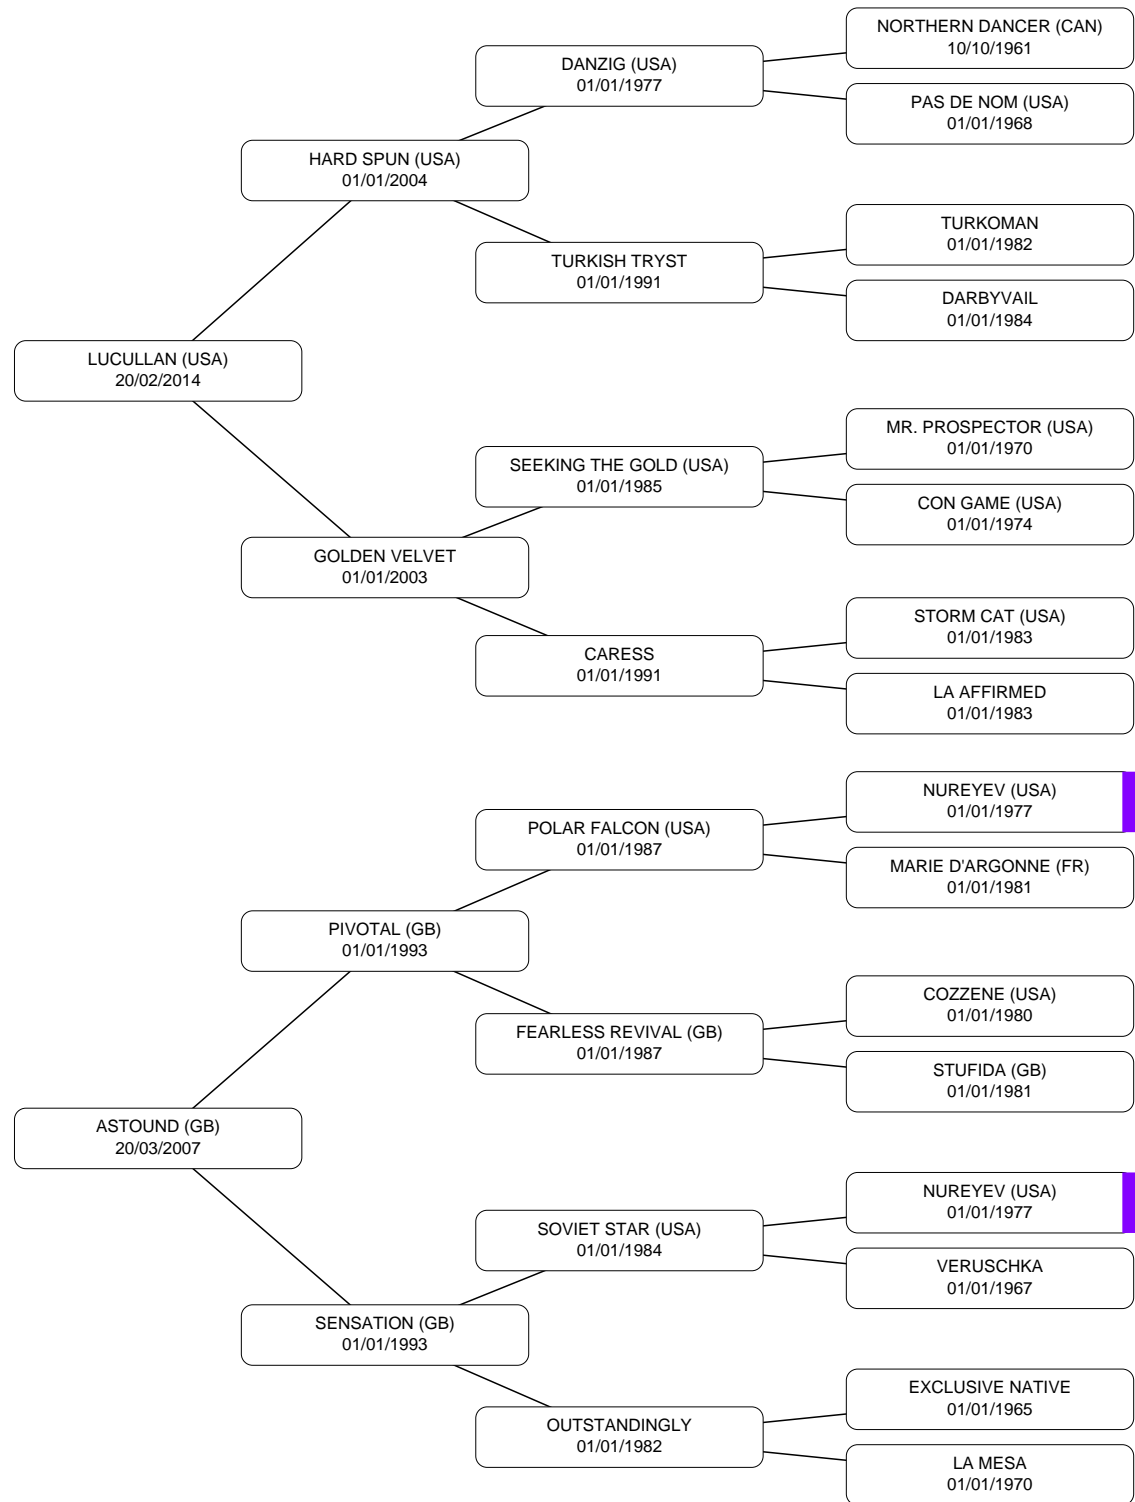 NORTHERN DANCER (CAN)
10/10/1961
DANZIG (USA)
01/01/1977
PAS DE NOM (USA)
01/01/1968
HARD SPUN (USA)
01/01/2004
TURKOMAN
01/01/1982
TURKISH TRYST
01/01/1991
DARBYVAIL
01/01/1984
LUCULLAN (USA)
20/02/2014
MR. PROSPECTOR (USA)
01/01/1970
SEEKING THE GOLD (USA)
01/01/1985
CON GAME (USA)
01/01/1974
GOLDEN VELVET
01/01/2003
STORM CAT (USA)
01/01/1983
CARESS
01/01/1991
LA AFFIRMED
01/01/1983
NUREYEV (USA)
01/01/1977
POLAR FALCON (USA)
01/01/1987
MARIE D'ARGONNE (FR)
01/01/1981
PIVOTAL (GB)
01/01/1993
COZZENE (USA)
01/01/1980
FEARLESS REVIVAL (GB)
01/01/1987
STUFIDA (GB)
01/01/1981
ASTOUND (GB)
20/03/2007
NUREYEV (USA)
01/01/1977
SOVIET STAR (USA)
01/01/1984
VERUSCHKA
01/01/1967
SENSATION (GB)
01/01/1993
EXCLUSIVE NATIVE
01/01/1965
OUTSTANDINGLY
01/01/1982
LA MESA
01/01/1970